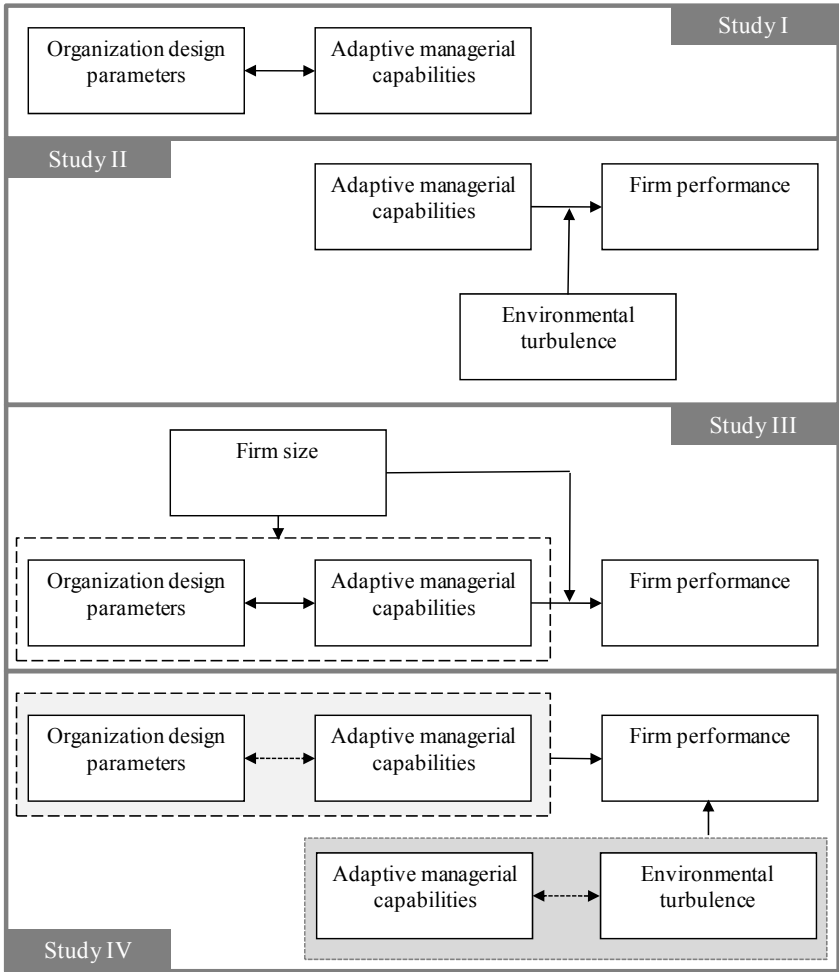 Study I
Organization design
parameters
Adaptive managerial
capabilities
Study II
Adaptive managerial
capabilities
Firm performance
Environmental
turbulence
Study III
Firm size
Organization design
parameters
Adaptive managerial
capabilities
Firm performance
Organization design
parameters
Adaptive managerial
capabilities
Firm performance
Adaptive managerial
capabilities
Environmental
turbulence
Study IV